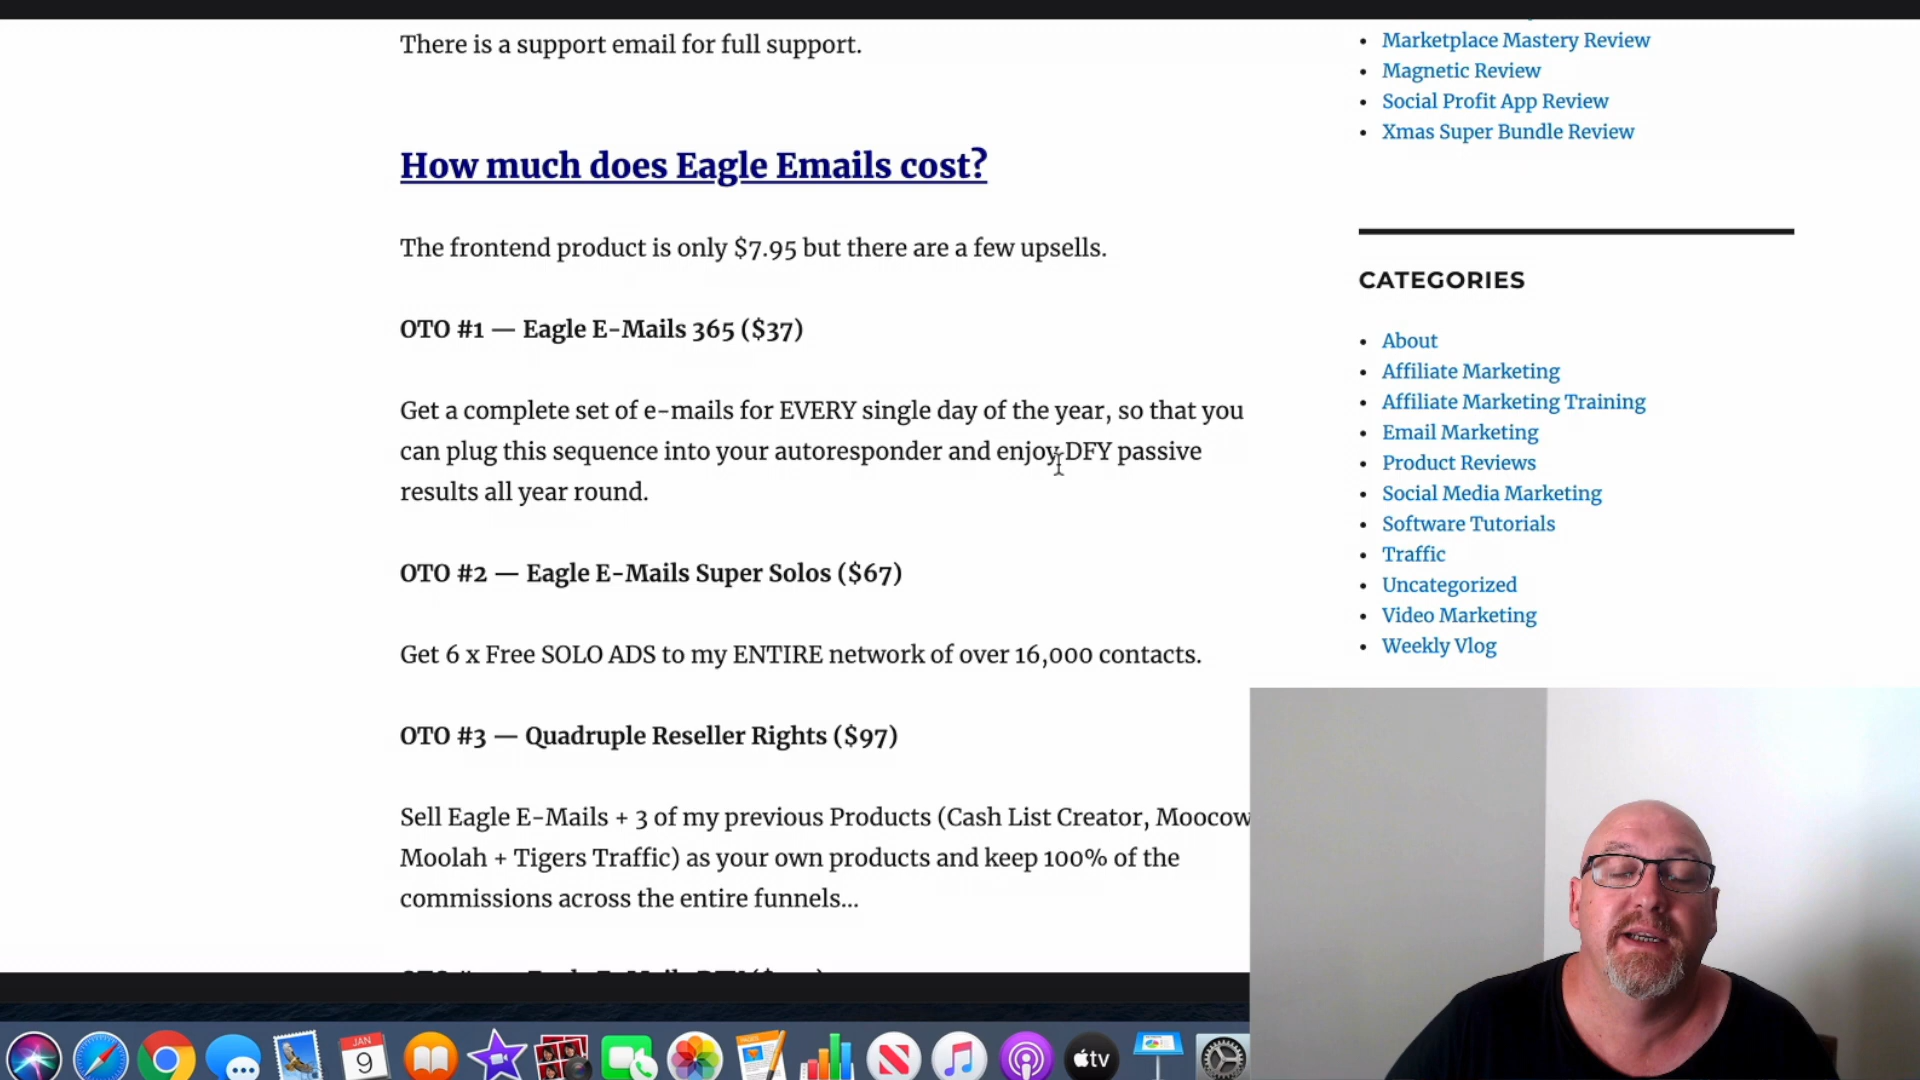 There is a support email for full support.
How much does Eagle Emails cost?
The frontend product is only $7.95 but there are a few upsells.
OTO #1 — Eagle E-Mails 365 ($37)
Get a complete set of e-mails for EVERY single day of the year, so that you
can plug this sequence into your autoresponder and enjoy DFY passive
results all year round.
OTO #2 — Eagle E-Mails Super Solos ($67)
Get 6 x Free SOLO ADS to my ENTIRE network of over 16,000 contacts.
OTO #3 — Quadruple Reseller Rights ($97)
Sell Eagle E-Mails + 3 of my previous Products (Cash List Creator, Moocow
Moolah + Tigers Traffic) as your own products and keep 100% of the
commissions across the entire funnels...
Marketplace Mastery Review
Magnetic Review
Social Profit App Review
Xmas Super Bundle Review
CATEGORIES
About
Affiliate Marketing
Affiliate Marketing Training
Email Marketing
Product Reviews
Social Media Marketing
Software Tutorials
Traffic
Uncategorized
Video Marketing
Weekly Vlog
JAN
9
PAGES
tv